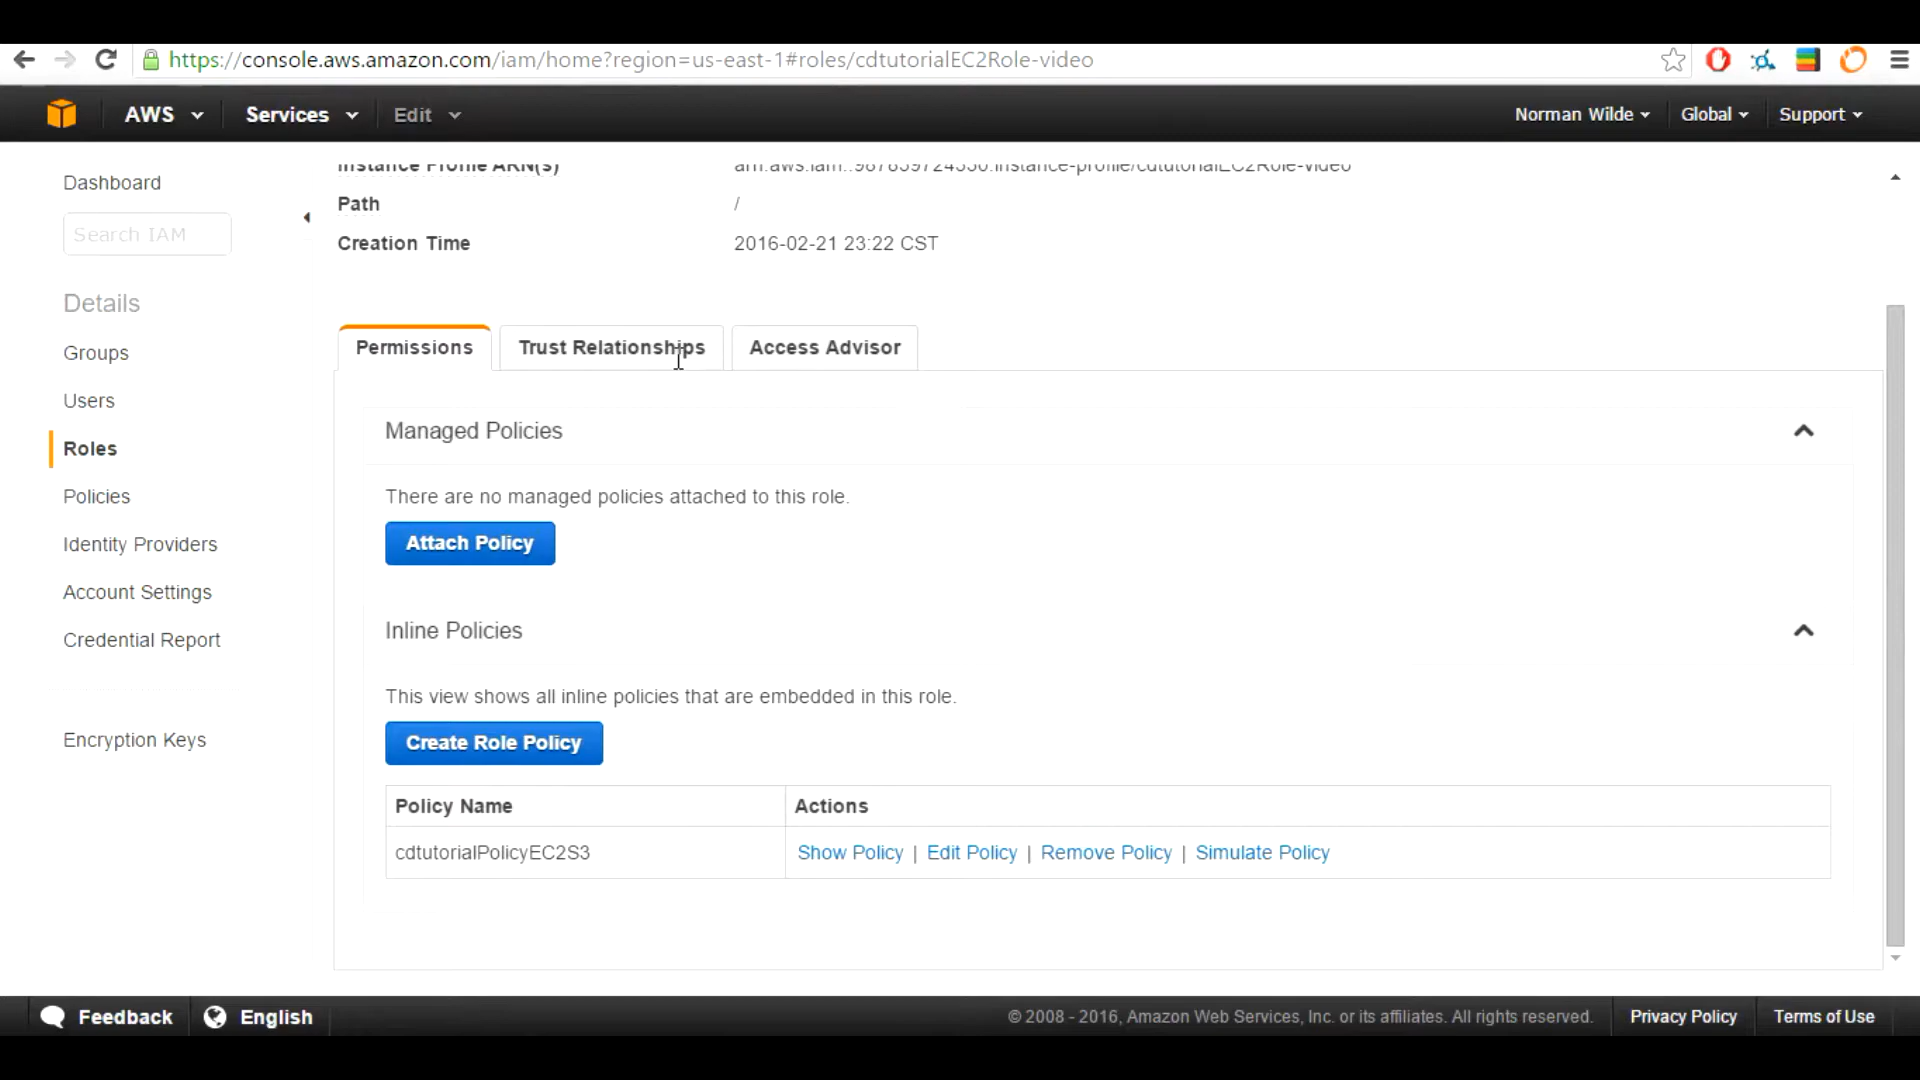 https://console.aws.amazon.com/iam/home?region=us-east-1#roles/cdtutorialEC2Role-video
AWS Services Edit Norman Wilde Global Support
Dashboard
Search IAM
Details
Groups
Users
Roles
Policies
Identity Providers
Account Settings
Credential Report
Encryption Keys
Instance Profile ARN(s)
Path /
Creation Time 2016-02-21 23:22 CST
Permissions Trust Relationships Access Advisor
Managed Policies
There are no managed policies attached to this role.
Attach Policy
Inline Policies
This view shows all inline policies that are embedded in this role.
Create Role Policy
Policy Name Actions
cdtutorialPolicyEC2S3 Show Policy | Edit Policy | Remove Policy | Simulate Policy
Feedback English © 2008 - 2016, Amazon Web Services, Inc. or its affiliates. All rights reserved. Privacy Policy Terms of Use